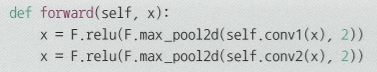 def forward(self, x):
    x = F.relu(F.max_pool2d(self.conv1(x), 2))
    x = F.relu(F.max_pool2d(self.conv2(x), 2))